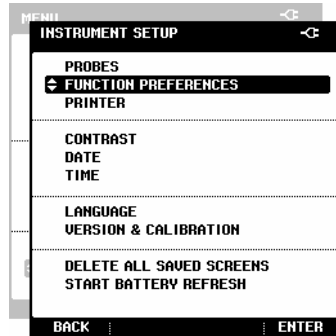 MENU
INSTRUMENT SETUP
PROBES
FUNCTION PREFERENCES
PRINTER
CONTRAST
DATE
TIME
LANGUAGE
VERSION & CALIBRATION
DELETE ALL SAVED SCREENS
START BATTERY REFRESH
BACK ENTER